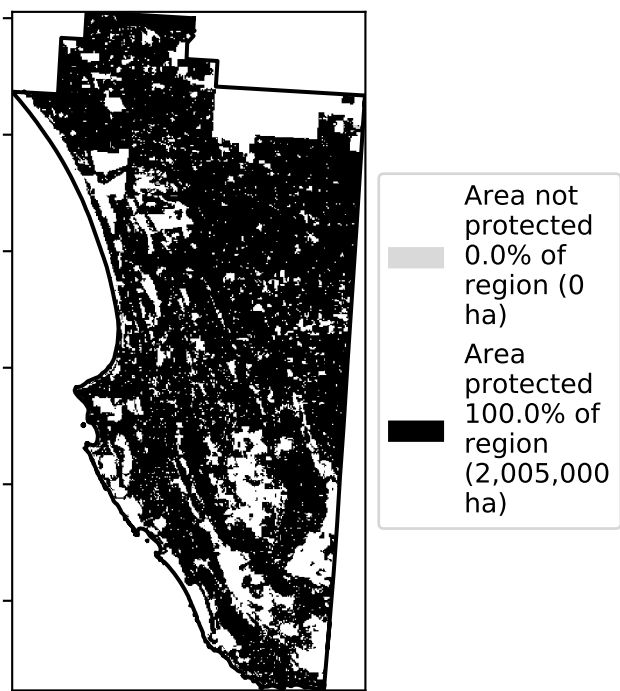 Area not
protected
0.0% of
region (0
ha)
Area
protected
100.0% of
region
(2,005,000
ha)